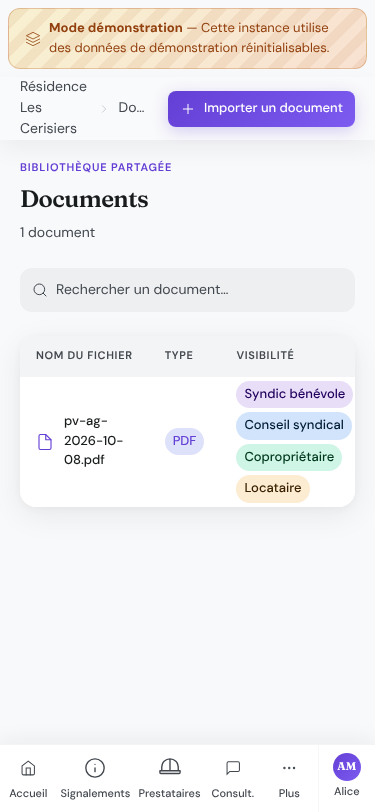 Mode démonstration — Cette instance utilise
des données de démonstration réinitialisables.
Résidence
Les
Cerisiers
Do...
Importer un document
BIBLIOTHÈQUE PARTAGÉE
Documents
1 document
Rechercher un document...
NOM DU FICHIER TYPE VISIBILITÉ
pv-ag-
2026-10-
08.pdf
PDF
Syndic bénévole
Conseil syndical
Copropriétaire
Locataire
Accueil Signalements Prestataires Consult. Plus
AM
Alice